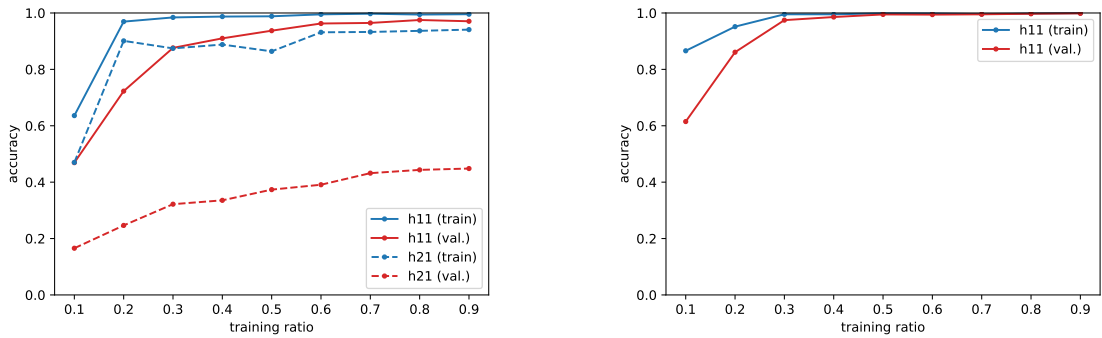 1.0
0.8
0.6
0.4
0.2
0.0
accuracy
0.1 0.2 0.3 0.4 0.5 0.6 0.7 0.8 0.9
training ratio
h11 (train)
h11 (val.)
h21 (train)
h21 (val.)
1.0
0.8
0.6
0.4
0.2
0.0
accuracy
0.1 0.2 0.3 0.4 0.5 0.6 0.7 0.8 0.9
training ratio
h11 (train)
h11 (val.)